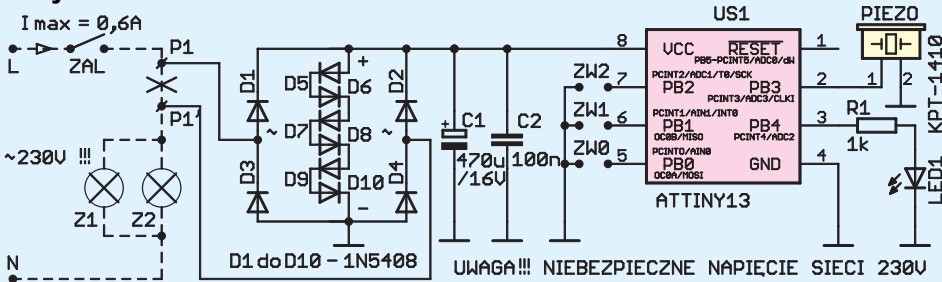 I max = 0,6A
L
ZAL
P1
P1'
~230V !!!
Z1
Z2
N
D1
D2
D3
D4
D5
D6
D7
D8
D9
D10
~
~
+
−
D1 do D10 - 1N5408
+
C1
470u
/16V
C2
100n
ZW2
ZW1
ZW0
US1
8
7
6
5
VCC
RESET
PB5-PCINT5/ADC0/dW
PCINT2/ADC1/T0/SCK
PB2
PB3
PCINT3/ADC3/CLKI
PCINT1/AIN1/INT0
PB1
PB4
OC0B/MISO
PCINT4/ADC2
PCINT0/AIN0
PB0
GND
OC0A/MOSI
ATTINY13
1
2
3
4
PIEZO
1
2
KPT-1410
R1
1k
LED1
UWAGA!!! NIEBEZPIECZNE NAPIĘCIE SIECI 230V